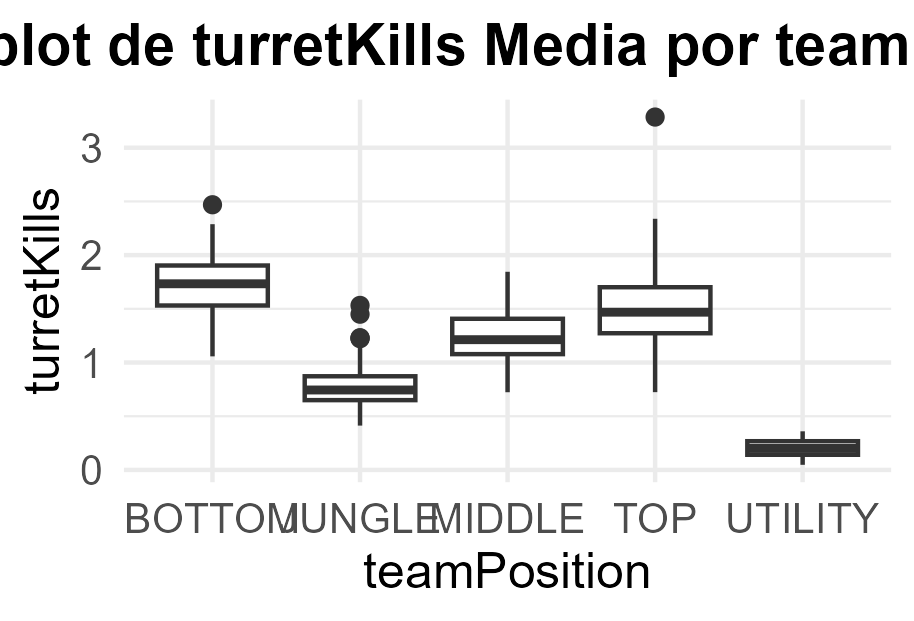 plot de turretKills Media por team
3
2
1
0
turretKills
BOTTOM JUNGLE MIDDLE TOP UTILITY
teamPosition